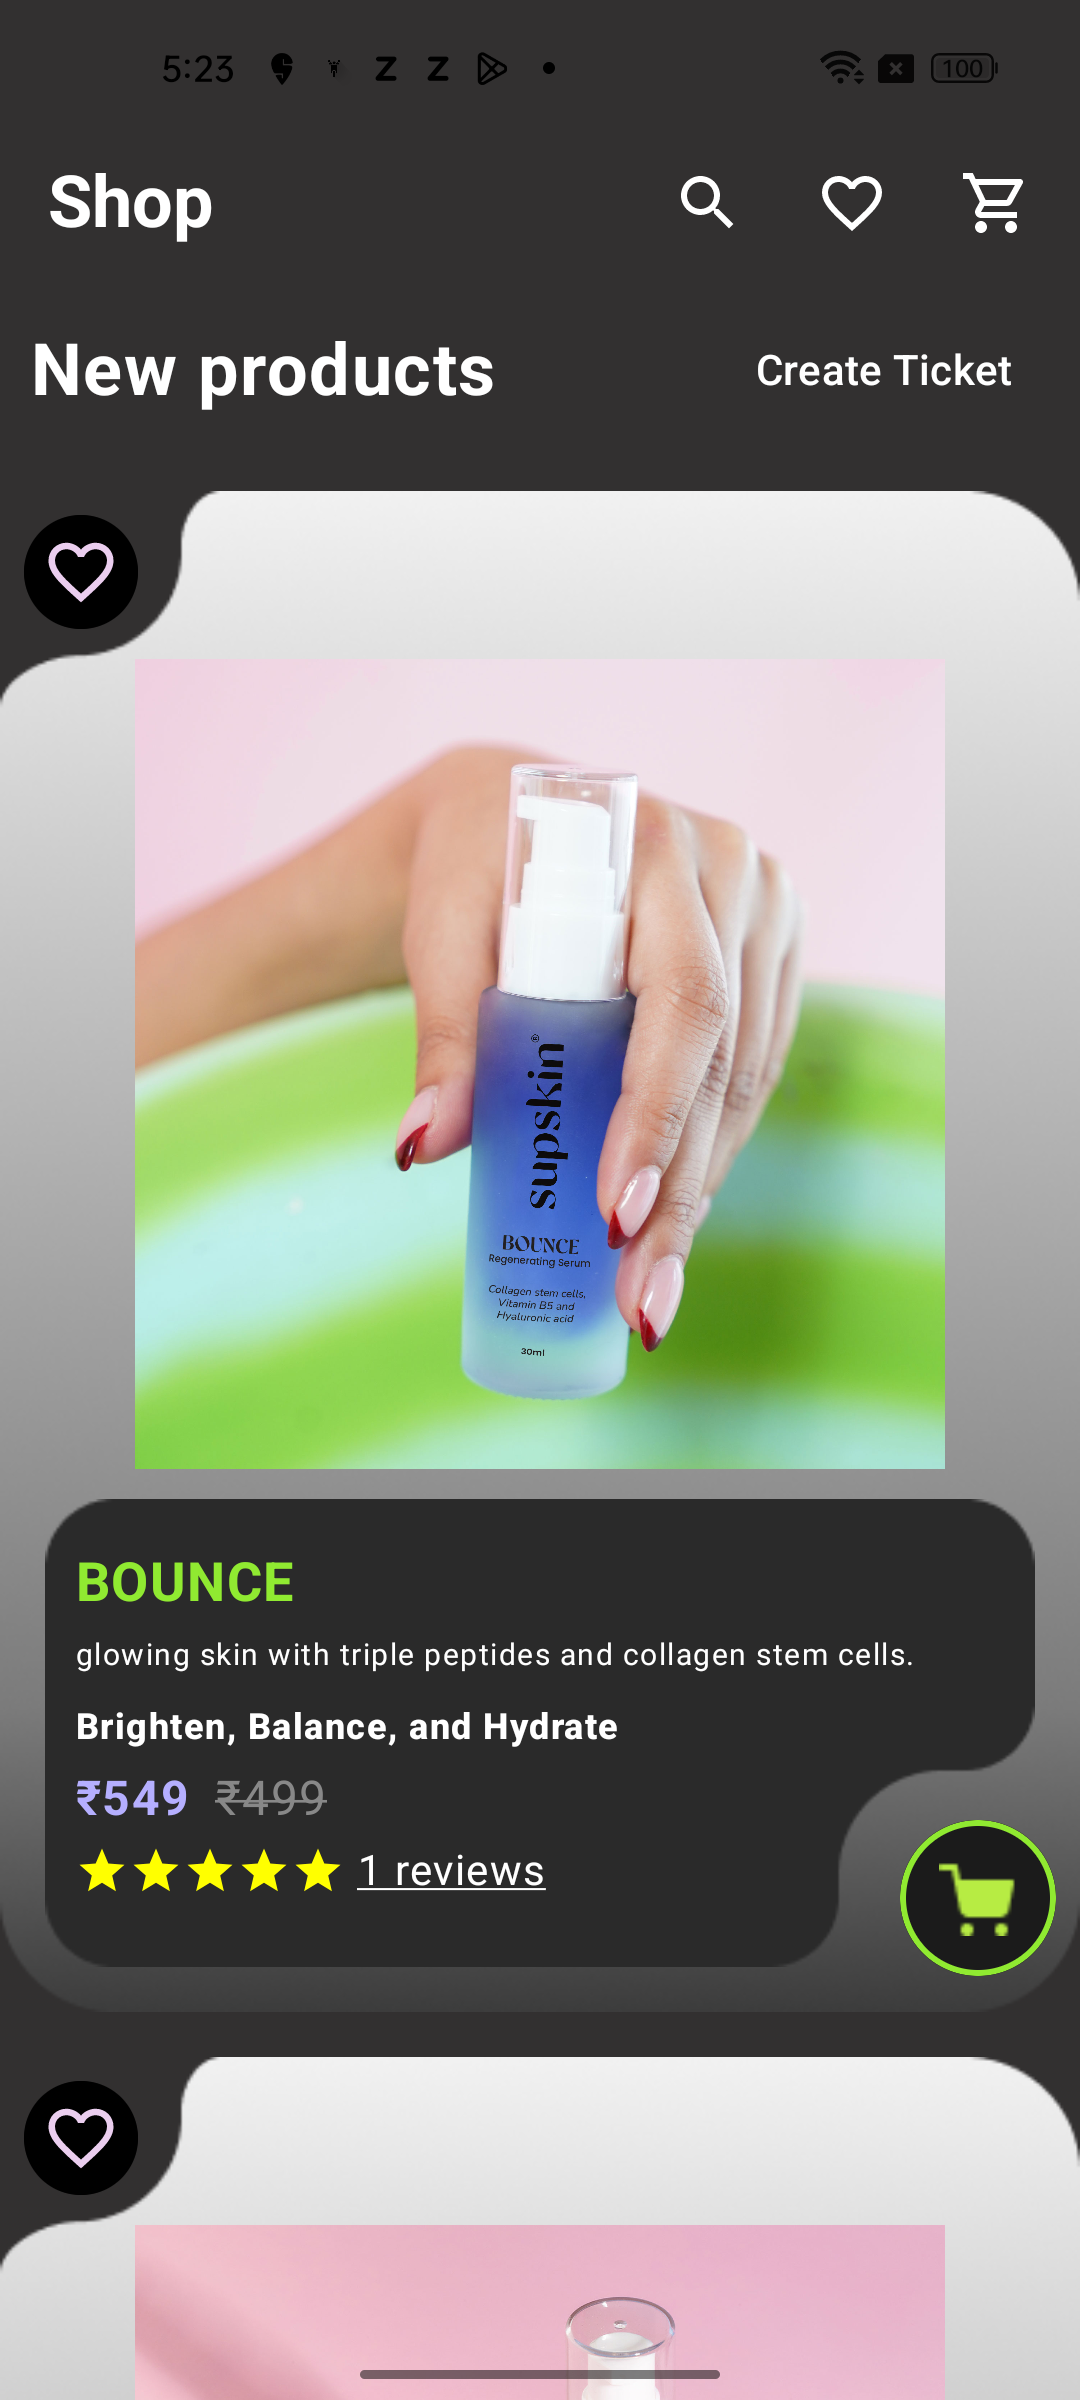 5:23
100
Shop
New products
Create Ticket
supskin®
BOUNCE
Regenerating Serum
Collagen stem cells,
Vitamin B5 and
Hyaluronic acid
30ml
BOUNCE
glowing skin with triple peptides and collagen stem cells.
Brighten, Balance, and Hydrate
₹549 ₹499
1 reviews